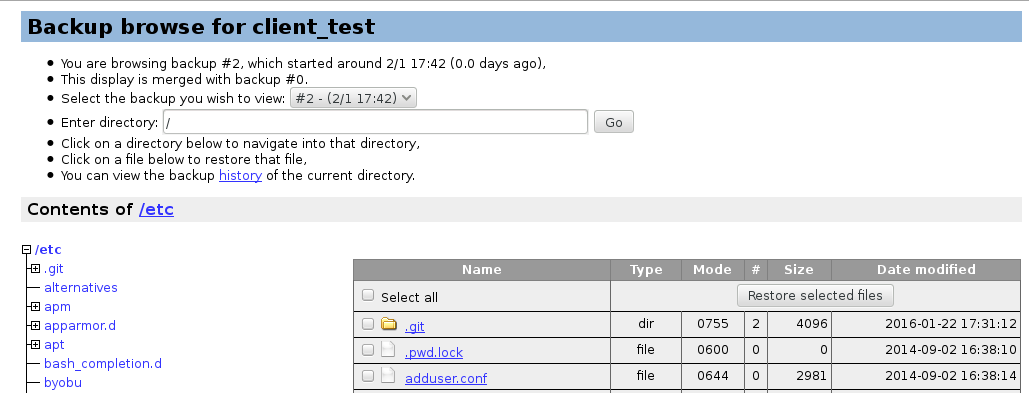 Backup browse for client_test
You are browsing backup #2, which started around 2/1 17:42 (0.0 days ago),
This display is merged with backup #0.
Select the backup you wish to view: #2 - (2/1 17:42)
Enter directory: / Go
Click on a directory below to navigate into that directory,
Click on a file below to restore that file,
You can view the backup history of the current directory.
Contents of /etc
/etc
.git
alternatives
apm
apparmor.d
apt
bash_completion.d
byobu
Name Type Mode # Size Date modified
Select all Restore selected files
.git dir 0755 2 4096 2016-01-22 17:31:12
.pwd.lock file 0600 0 0 2014-09-02 16:38:10
adduser.conf file 0644 0 2981 2014-09-02 16:38:14